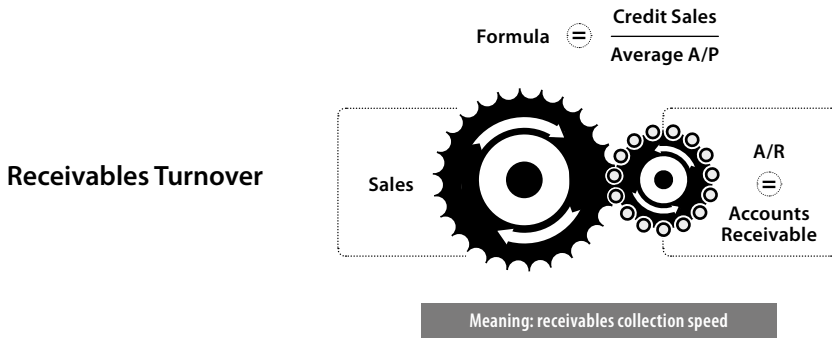 Formula = Credit Sales
Average A/P
Receivables Turnover
Sales
A/R
=
Accounts
Receivable
Meaning: receivables collection speed